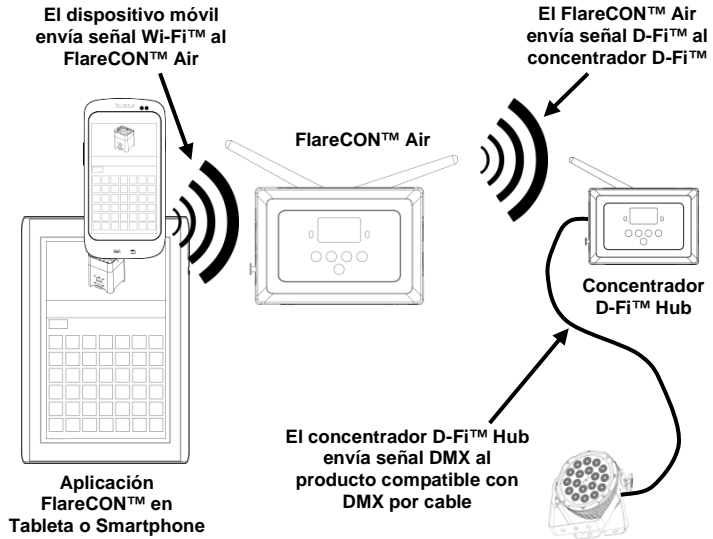 El dispositivo móvil
envía señal Wi-Fi™ al
FlareCON™ Air
El FlareCON™ Air
envía señal D-Fi™ al
concentrador D-Fi™
FlareCON™ Air
Concentrador
D-Fi™ Hub
El concentrador D-Fi™ Hub
envía señal DMX al
producto compatible con
DMX por cable
Aplicación
FlareCON™ en
Tableta o Smartphone